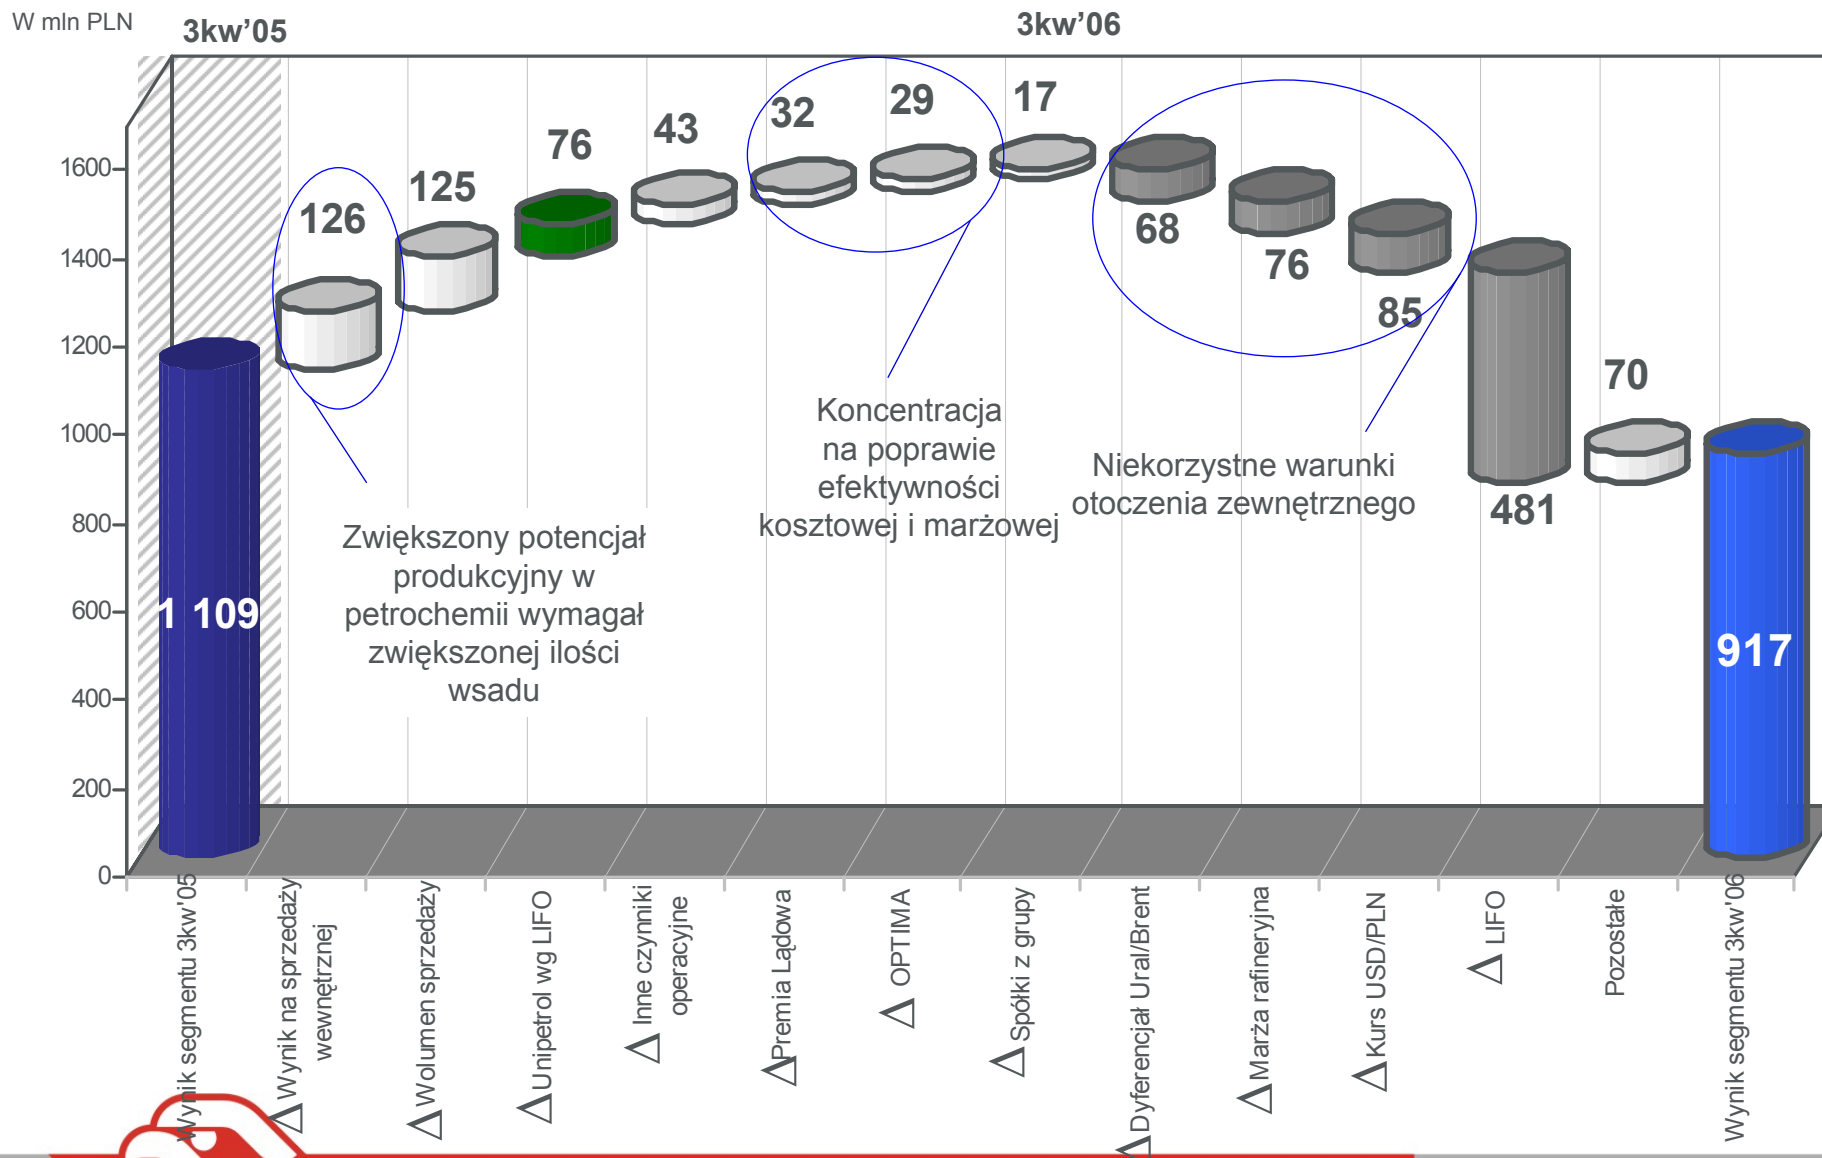 W mln PLN
3kw’05
3kw’06
1600
1400
1200
1000
800
600
400
200
0
1 109
126
125
76
43
32
29
17
68
76
85
481
70
917
Zwiększony potencjał
produkcyjny w
petrochemii wymagał
zwiększonej ilości
wsadu
Koncentracja
na poprawie
efektywności
kosztowej i marżowej
Niekorzystne warunki
otoczenia zewnętrznego
Wynik segmentu 3kw'05
△ Wynik na sprzedaży
wewnętrznej
△ Wolumen sprzedaży
△ Unipetrol wg LIFO
△ Inne czynniki
operacyjne
△ Premia Lądowa
△ OPTIMA
△ Spółki z grupy
△ Dyferencjał Ural/Brent
△ Marża rafineryjna
△ Kurs USD/PLN
△ LIFO
Pozostałe
Wynik segmentu 3kw'06